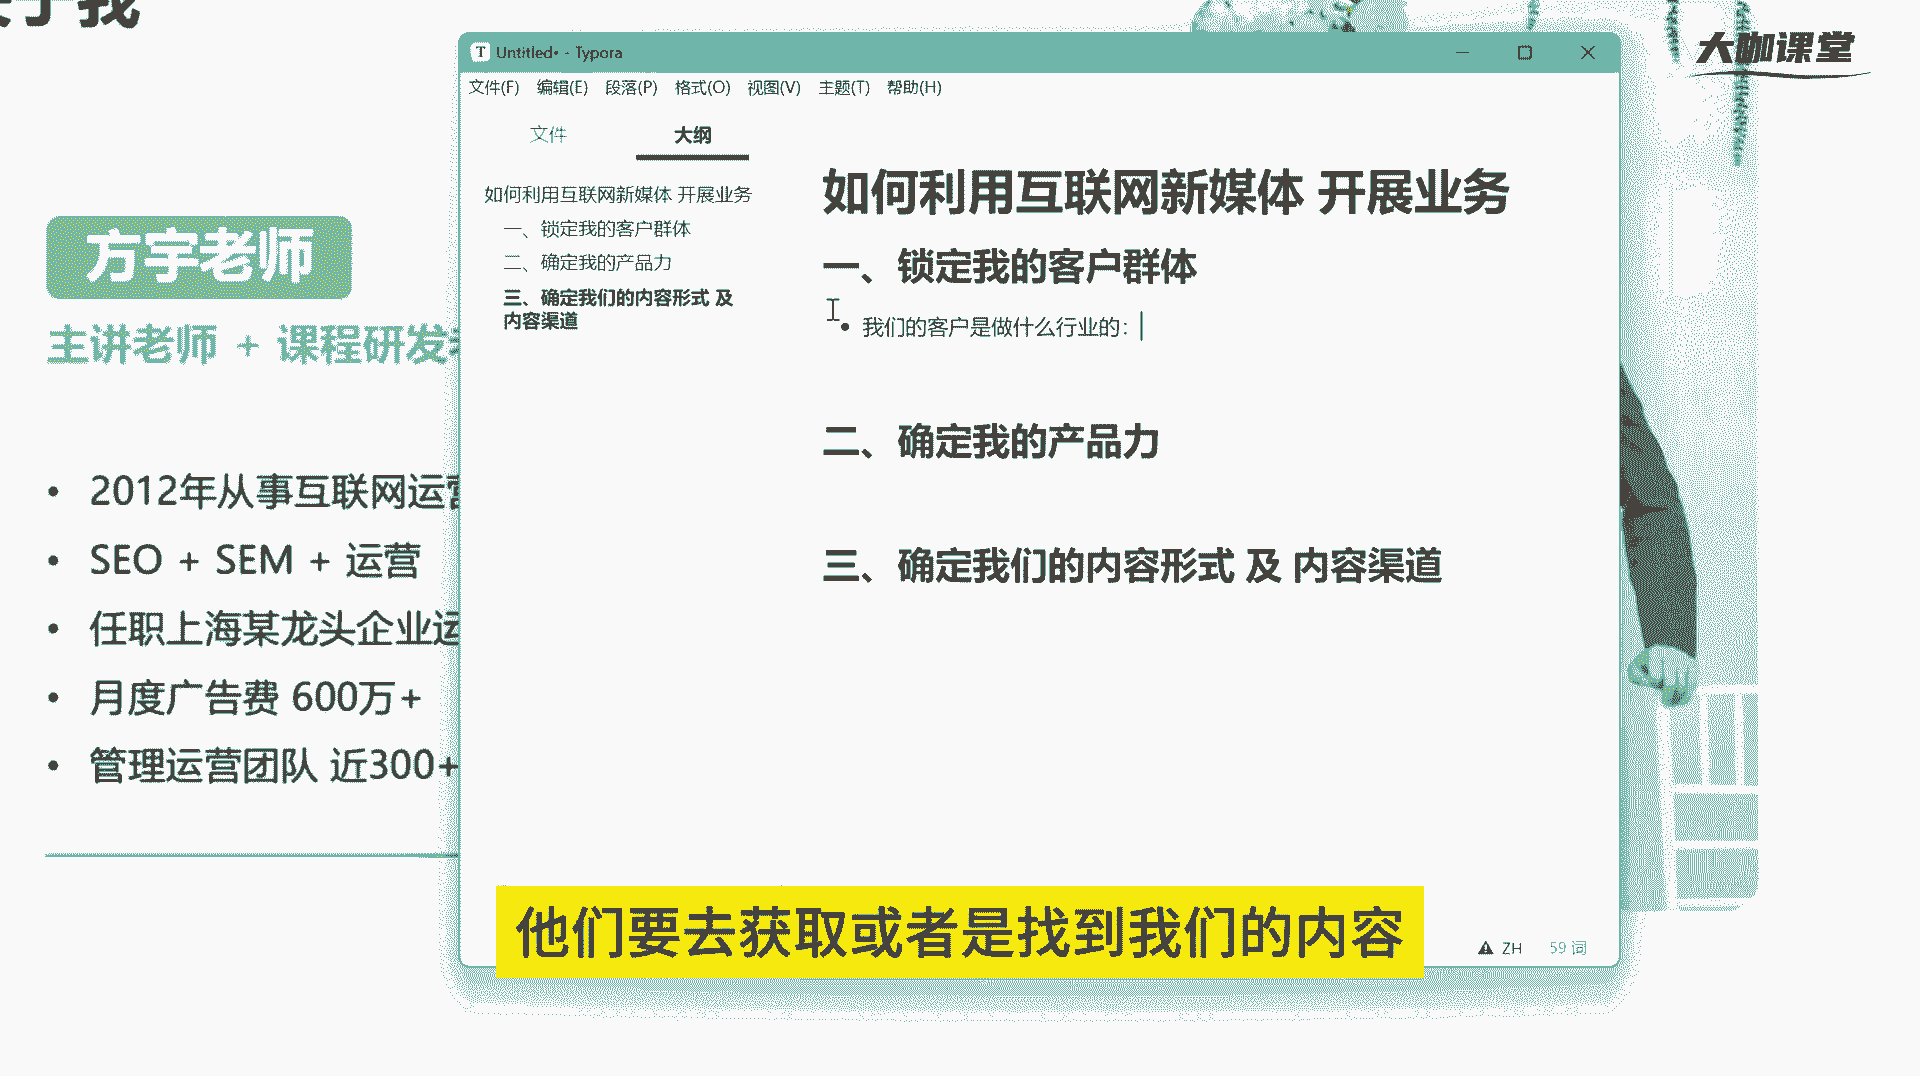 大咖课堂
方宇老师
主讲老师 + 课程研发
• 2012年从事互联网运营
• SEO + SEM + 运营
• 任职上海某龙头企业运
• 月度广告费 600万+
• 管理运营团队 近300+
Untitled• - Typora
文件(F) 编辑(E) 段落(P) 格式(O) 视图(V) 主题(T) 帮助(H)
文件 大纲
如何利用互联网新媒体 开展业务
一、锁定我的客户群体
二、确定我的产品力
三、确定我们的内容形式 及
内容渠道
如何利用互联网新媒体 开展业务
一、锁定我的客户群体
• 我们的客户是做什么行业的：
二、确定我的产品力
三、确定我们的内容形式 及 内容渠道
他们要去获取或者是找到我们的内容
ZH 59 词